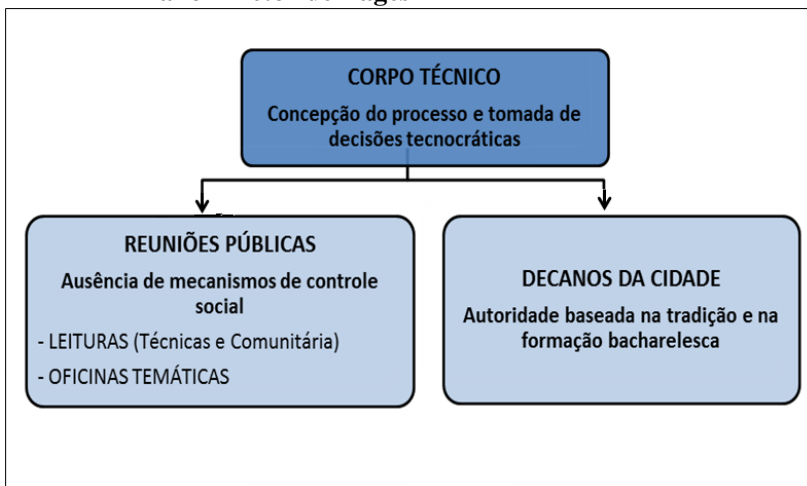 CORPO TÉCNICO
Concepção do processo e tomada de
decisões tecnocráticas
REUNIÕES PÚBLICAS
Ausência de mecanismos de controle
social
- LEITURAS (Técnicas e Comunitária)
- OFICINAS TEMÁTICAS
DECANOS DA CIDADE
Autoridade baseada na tradição e na
formação bacharelesca